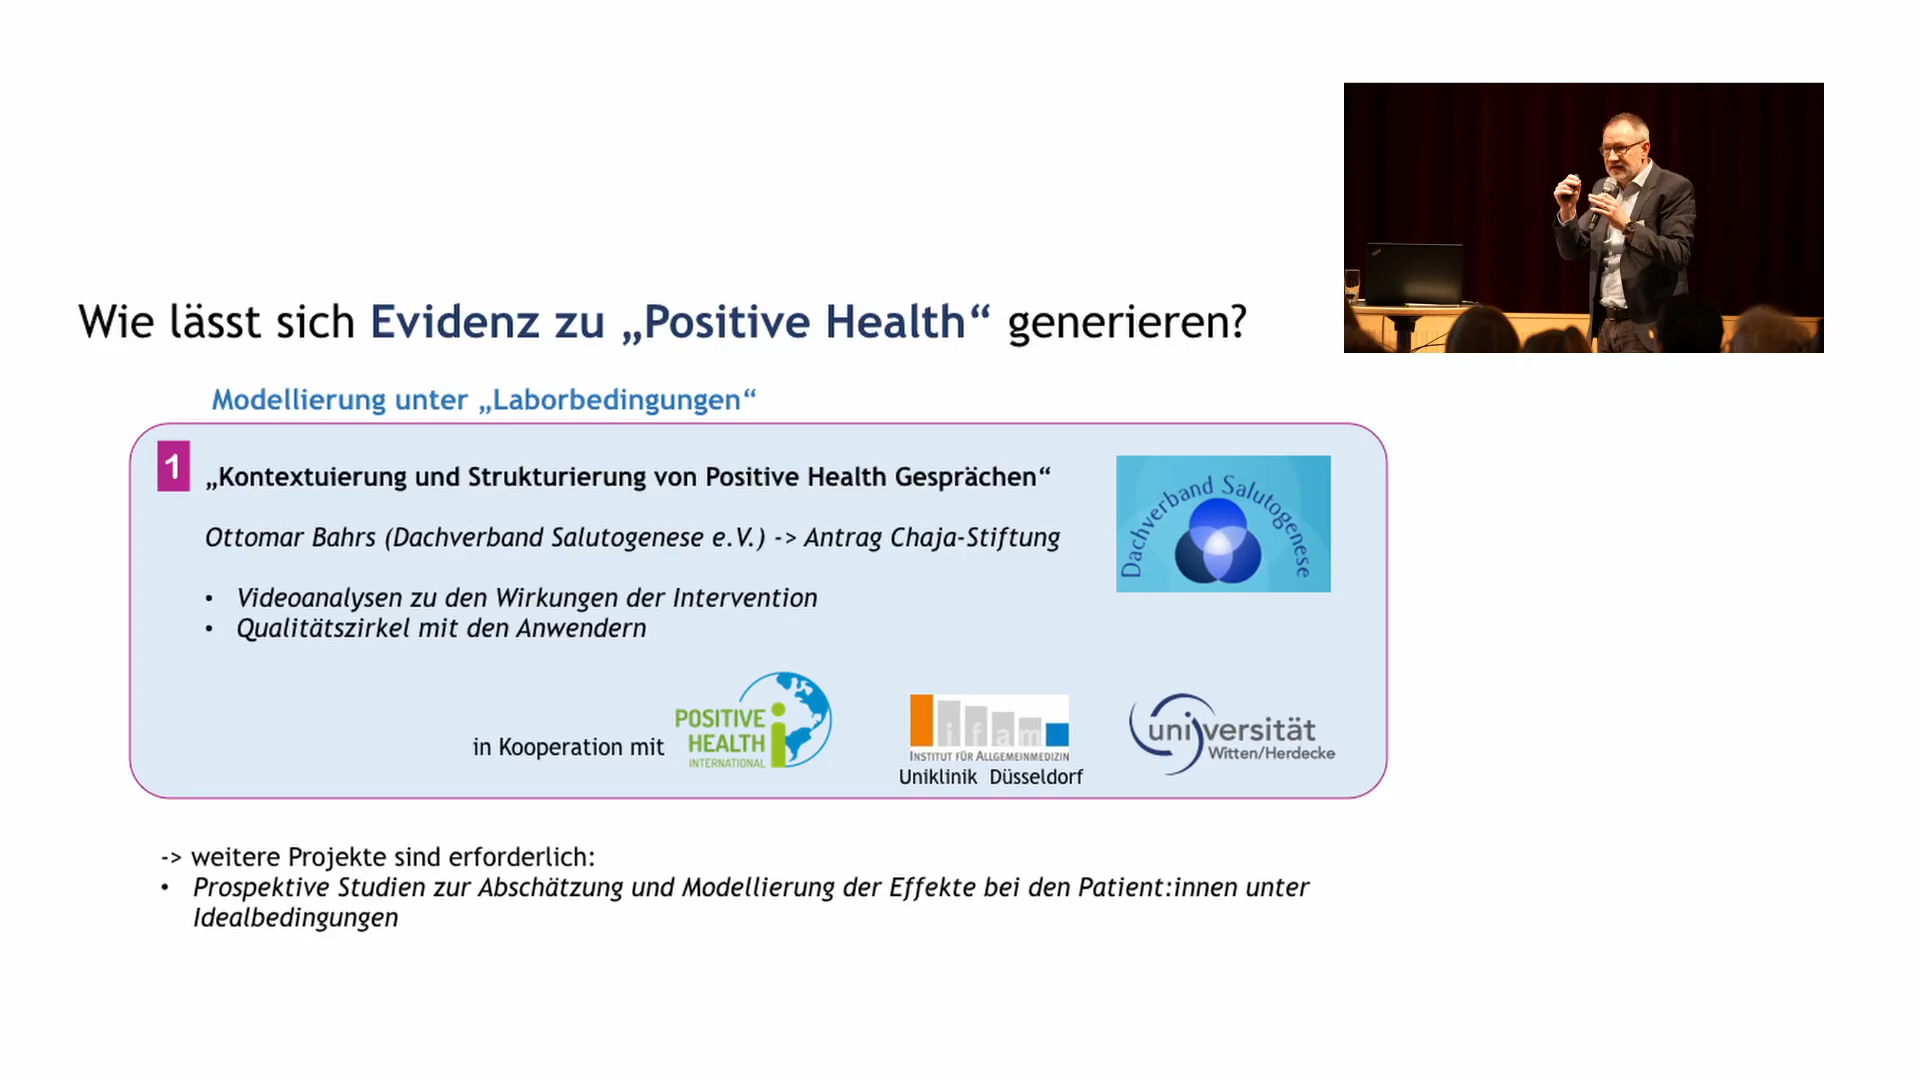 Wie lässt sich Evidenz zu „Positive Health“ generieren?
Modellierung unter „Laborbedingungen“
1
„Kontextuierung und Strukturierung von Positive Health Gesprächen“
Dachverband Salutogenese
Ottomar Bahrs (Dachverband Salutogenese e.V.) -> Antrag Chaja-Stiftung
• Videoanalysen zu den Wirkungen der Intervention
• Qualitätszirkel mit den Anwendern
in Kooperation mit
POSITIVE
HEALTH
INTERNATIONAL
i
ifam
INSTITUT FÜR ALLGEMEINMEDIZIN
Uniklinik Düsseldorf
universität
Witten/Herdecke
-> weitere Projekte sind erforderlich:
• Prospektive Studien zur Abschätzung und Modellierung der Effekte bei den Patient:innen unter
Idealbedingungen